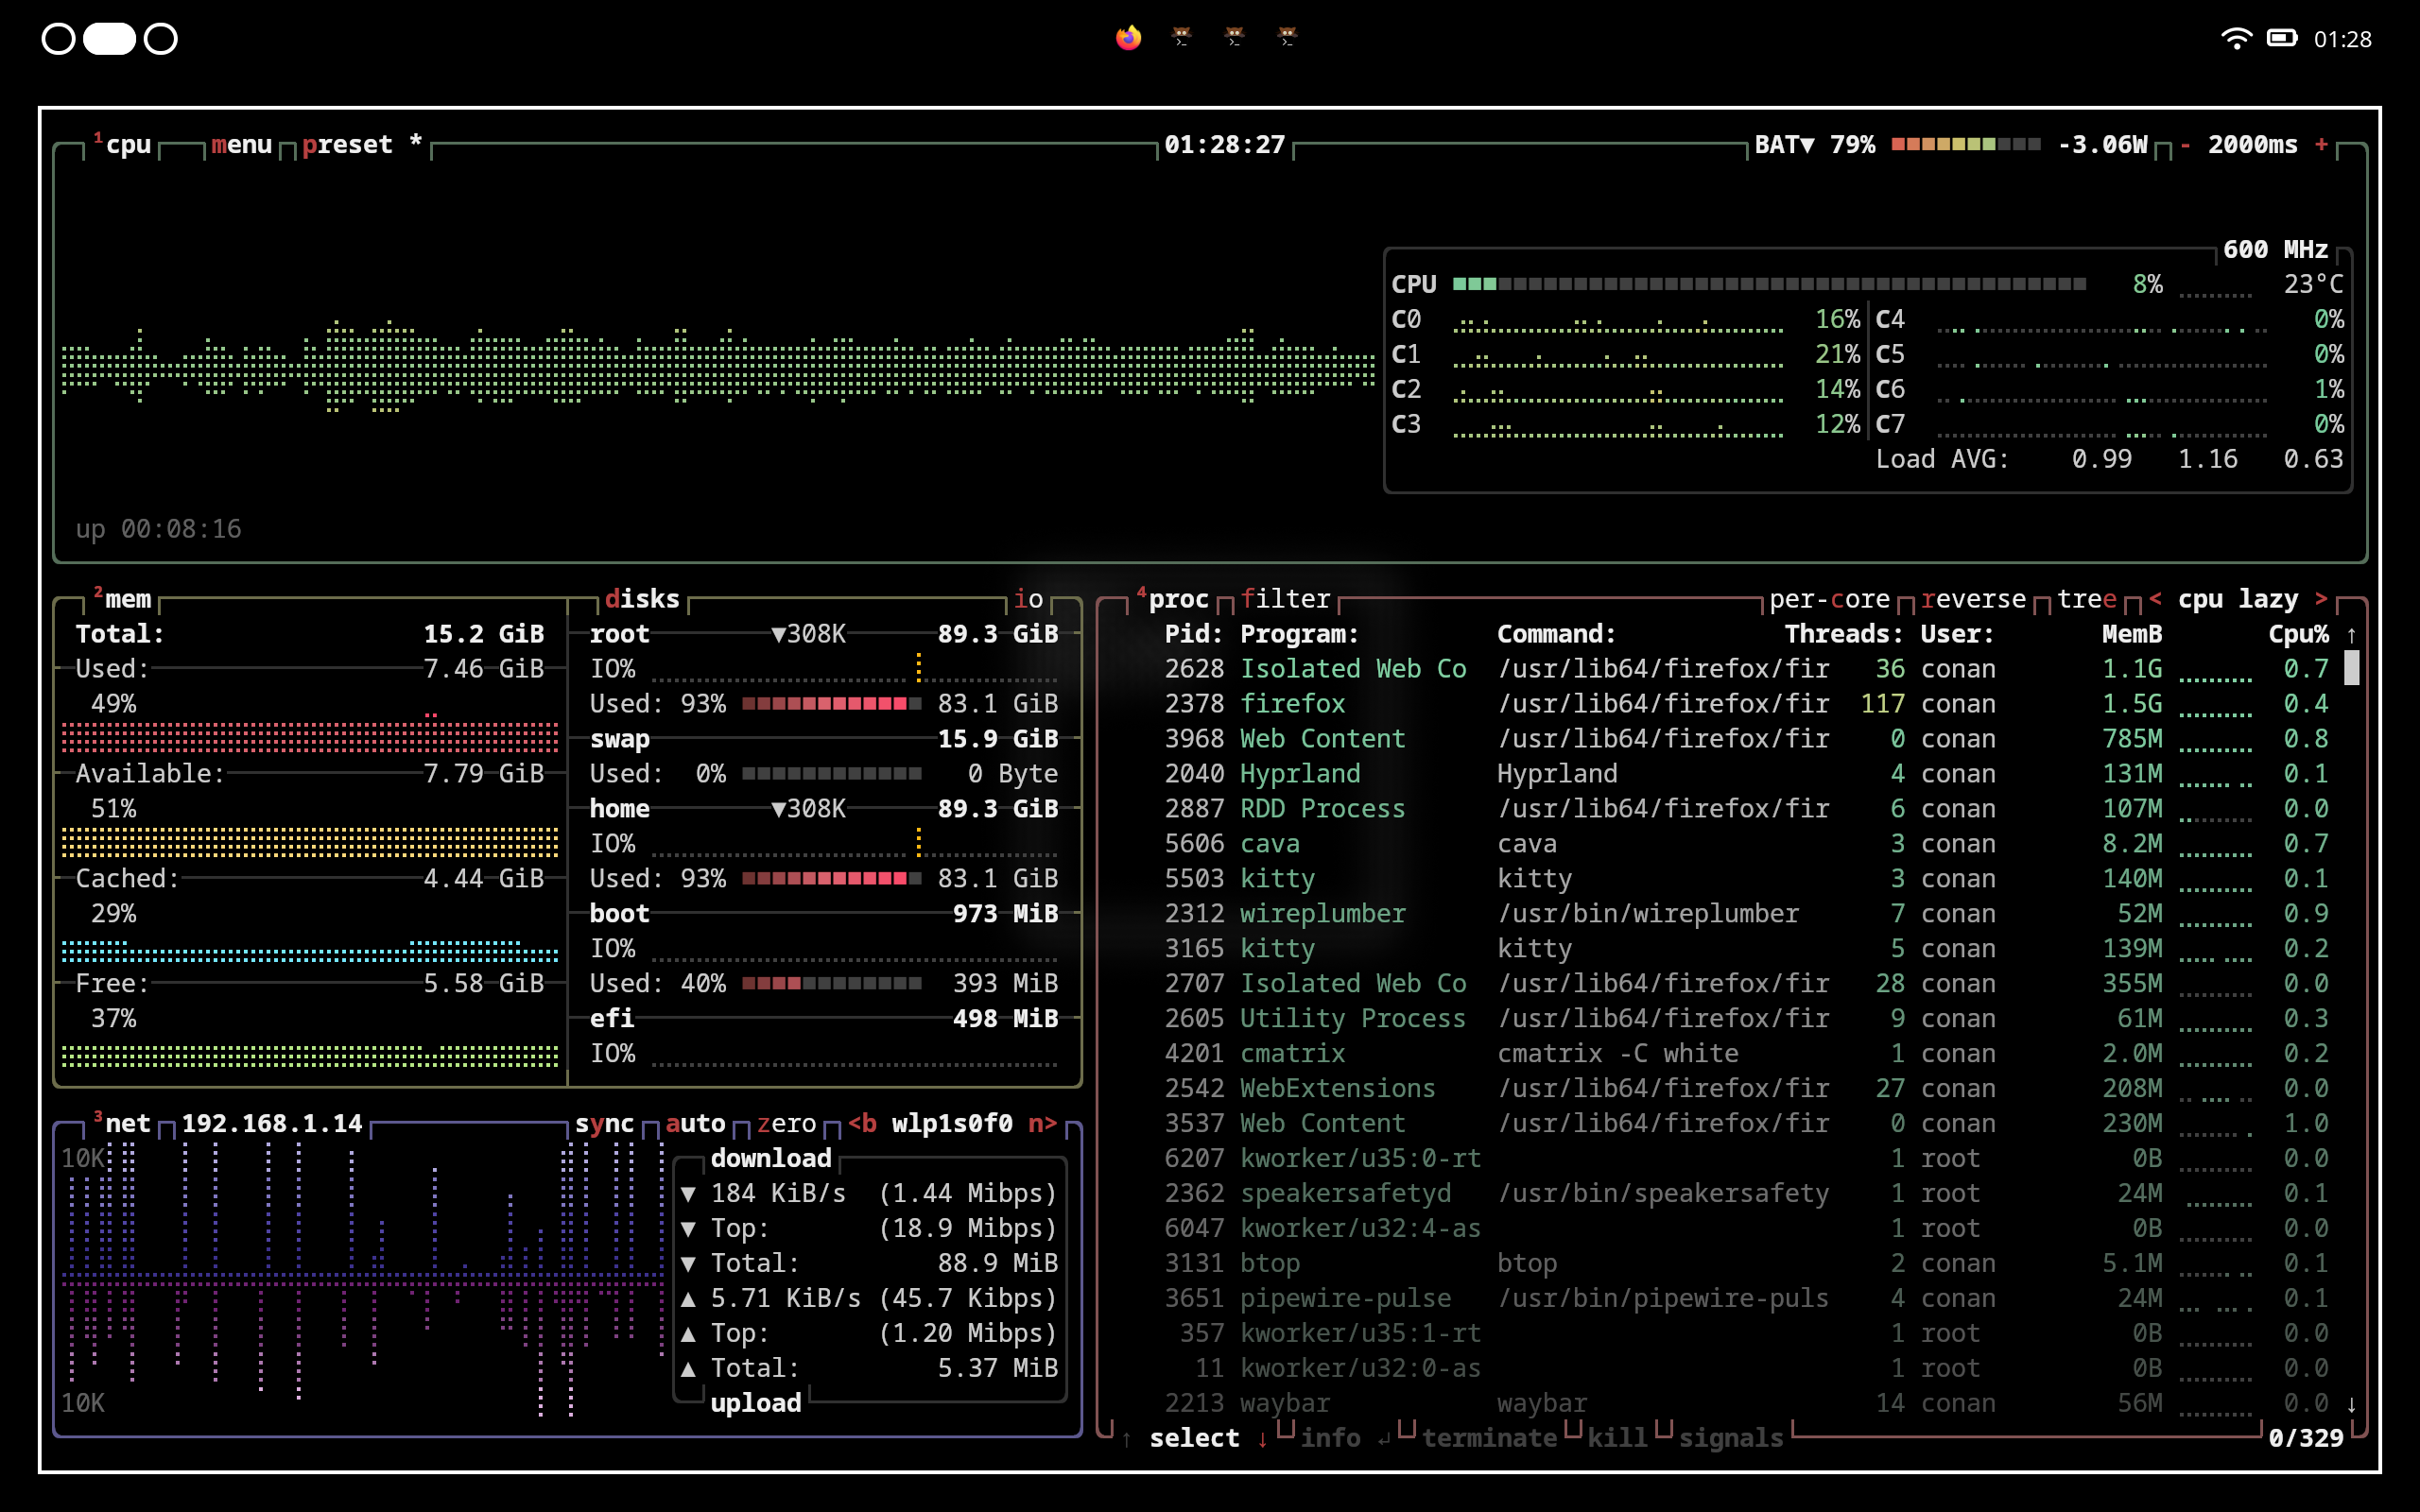 01:28
1cpu menu preset * 01:28:27 BAT▼ 79% -3.06W - 2000ms +
600 MHz
CPU 8% 23°C
C0 16% C4 0%
C1 21% C5 0%
C2 14% C6 1%
C3 12% C7 0%
Load AVG: 0.99 1.16 0.63
up 00:08:16
2mem disks io
Total: 15.2 GiB
Used: 7.46 GiB
49%
Available: 7.79 GiB
51%
Cached: 4.44 GiB
29%
Free: 5.58 GiB
37%
root ▼308K 89.3 GiB
IO%
Used: 93% 83.1 GiB
swap 15.9 GiB
Used: 0% 0 Byte
home ▼308K 89.3 GiB
IO%
Used: 93% 83.1 GiB
boot 973 MiB
IO%
Used: 40% 393 MiB
efi 498 MiB
IO%
3net 192.168.1.14 sync auto zero <b wlp1s0f0 n>
10K
10K
download
▼ 184 KiB/s (1.44 Mibps)
▼ Top: (18.9 Mibps)
▼ Total: 88.9 MiB
▲ 5.71 KiB/s (45.7 Kibps)
▲ Top: (1.20 Mibps)
▲ Total: 5.37 MiB
upload
4proc filter per-core reverse tree < cpu lazy >
Pid: Program: Command: Threads: User: MemB Cpu% ↑
2628 Isolated Web Co /usr/lib64/firefox/fir 36 conan 1.1G 0.7
2378 firefox /usr/lib64/firefox/fir 117 conan 1.5G 0.4
3968 Web Content /usr/lib64/firefox/fir 0 conan 785M 0.8
2040 Hyprland Hyprland 4 conan 131M 0.1
2887 RDD Process /usr/lib64/firefox/fir 6 conan 107M 0.0
5606 cava cava 3 conan 8.2M 0.7
5503 kitty kitty 3 conan 140M 0.1
2312 wireplumber /usr/bin/wireplumber 7 conan 52M 0.9
3165 kitty kitty 5 conan 139M 0.2
2707 Isolated Web Co /usr/lib64/firefox/fir 28 conan 355M 0.0
2605 Utility Process /usr/lib64/firefox/fir 9 conan 61M 0.3
4201 cmatrix cmatrix -C white 1 conan 2.0M 0.2
2542 WebExtensions /usr/lib64/firefox/fir 27 conan 208M 0.0
3537 Web Content /usr/lib64/firefox/fir 0 conan 230M 1.0
6207 kworker/u35:0-rt 1 root 0B 0.0
2362 speakersafetyd /usr/bin/speakersafety 1 root 24M 0.1
6047 kworker/u32:4-as 1 root 0B 0.0
3131 btop btop 2 conan 5.1M 0.1
3651 pipewire-pulse /usr/bin/pipewire-puls 4 conan 24M 0.1
357 kworker/u35:1-rt 1 root 0B 0.0
11 kworker/u32:0-as 1 root 0B 0.0
2213 waybar waybar 14 conan 56M 0.0 ↓
↑ select ↓ info ↵ terminate kill signals 0/329